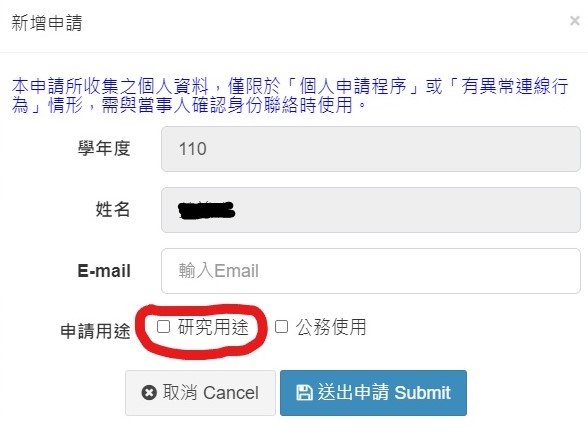 新增申請
×
本申請所收集之個人資料，僅限於「個人申請程序」或「有異常連線行
為」情形，需與當事人確認身份聯絡時使用。
學年度 110
姓名
E-mail 輸入Email
申請用途 研究用途 公務使用
取消 Cancel 送出申請 Submit